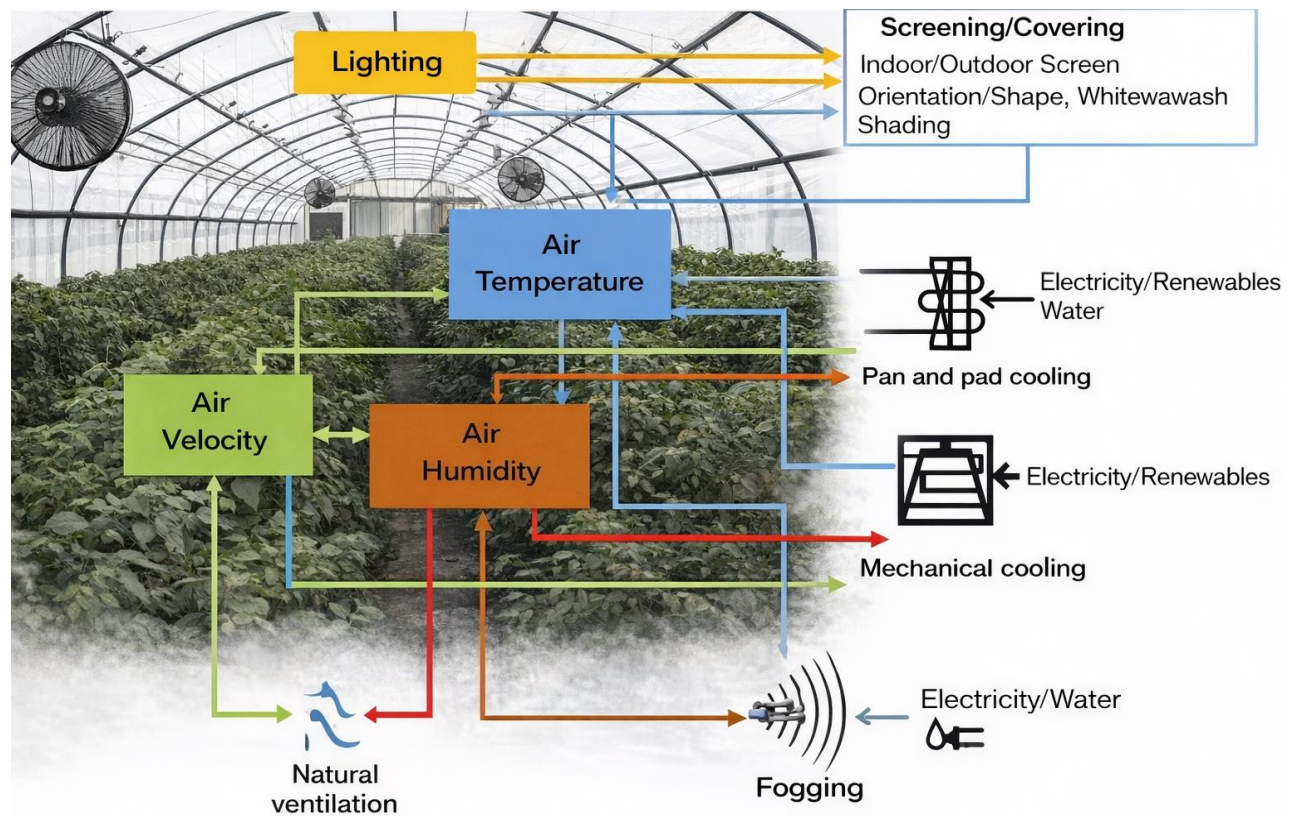 Screening/Covering
Lighting
Indoor/Outdoor Screen
Orientation/Shape, Whitewawash
Shading
Air
Temperature
Electricity/Renewables
Water
Pan and pad cooling
Air
Velocity
Air
Humidity
Electricity/Renewables
Mechanical cooling
Electricity/Water
Natural
ventilation
Fogging